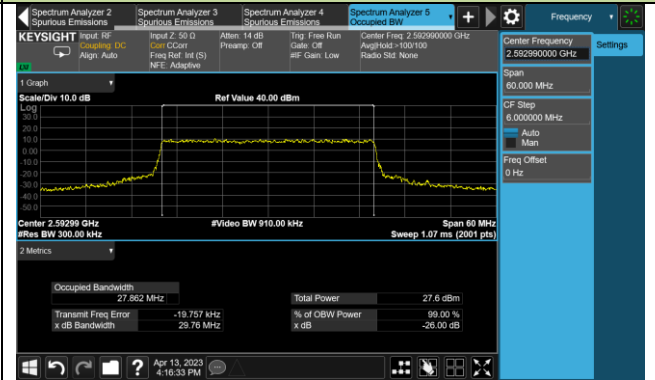 Spectrum Analyzer 2
Spurious Emissions
Spectrum Analyzer 3
Spurious Emissions
Spectrum Analyzer 4
Spurious Emissions
Spectrum Analyzer 5
Occupied BW
Frequency
KEYSIGHT
Input: RF
Coupling: DC
Align: Auto
Input Z: 50 Ω
Corr CCorr
Freq Ref: Int (S)
NFE: Adaptive
Atten: 14 dB
Preamp: Off
Trig: Free Run
Gate: Off
#IF Gain: Low
Center Freq: 2.592990000 GHz
Avg|Hold:>100/100
Radio Std: None
Center Frequency
2.592990000 GHz
Settings
Span
60.000 MHz
CF Step
6.000000 MHz
Auto
Man
Freq Offset
0 Hz
1 Graph
Scale/Div 10.0 dB
Ref Value 40.00 dBm
Log
30.0
20.0
10.0
0.00
-10.0
-20.0
-30.0
-40.0
-50.0
Center 2.59299 GHz
#Video BW 910.00 kHz
Span 60 MHz
#Res BW 300.00 kHz
Sweep 1.07 ms (2001 pts)
2 Metrics
Occupied Bandwidth
27.862 MHz
Total Power
27.6 dBm
Transmit Freq Error
-19.757 kHz
% of OBW Power
99.00 %
x dB Bandwidth
29.76 MHz
x dB
-26.00 dB
Apr 13, 2023
4:16:33 PM